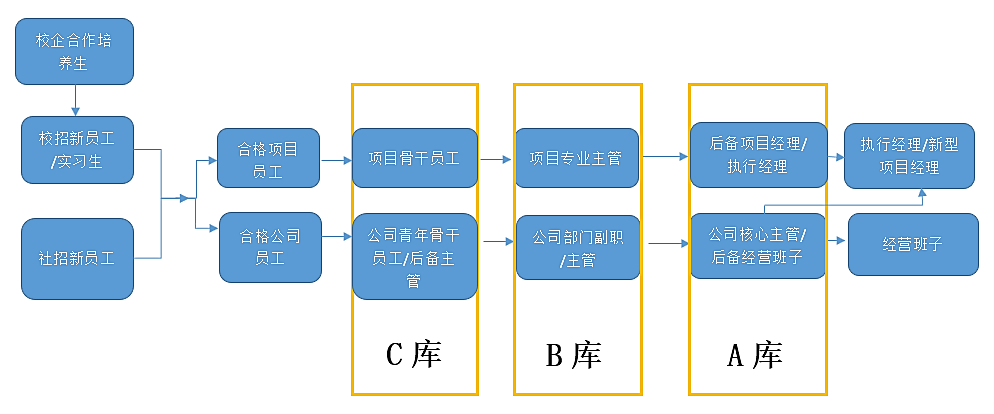 校企合作培
养生
校招新员工
/实习生
社招新员工
合格项目
员工
合格公司
员工
项目骨干员工
公司青年骨干
员工/后备主
管
C 库
项目专业主管
公司部门副职
/主管
B 库
后备项目经理/
执行经理
公司核心主管/
后备经营班子
A 库
执行经理/新型
项目经理
经营班子